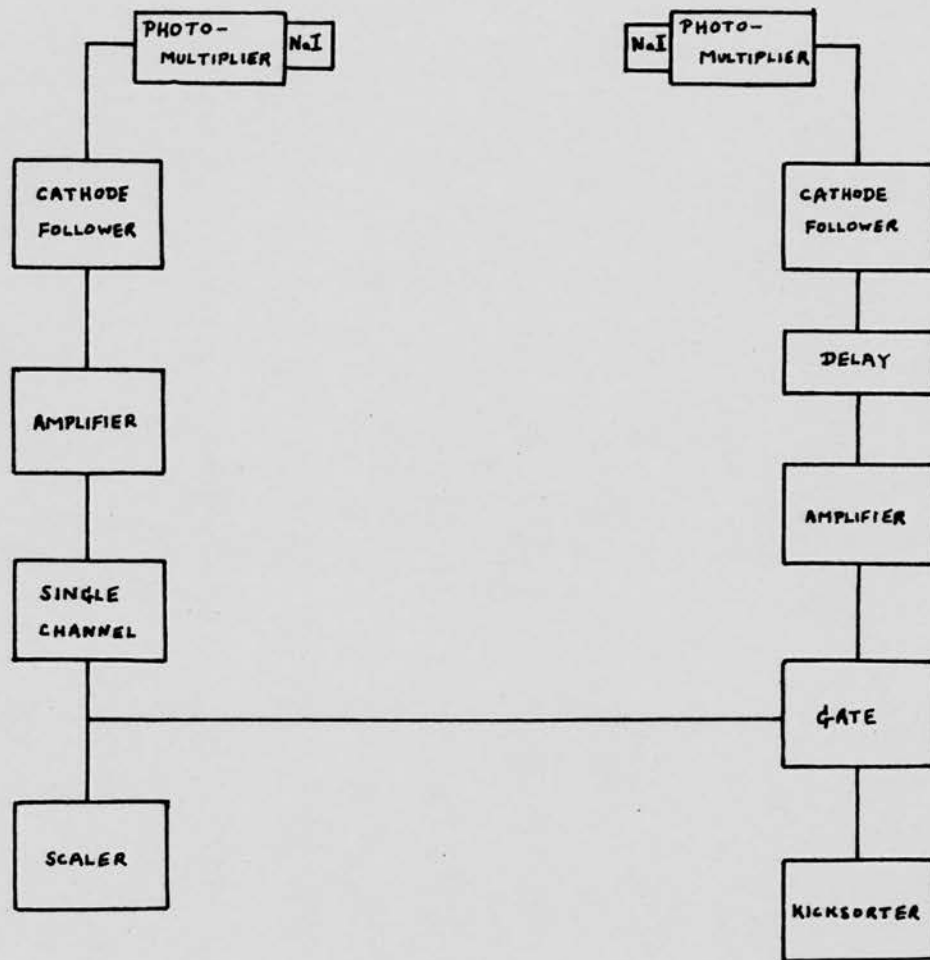 PHOTO-
MULTIPLIER
NaI
NaI
PHOTO-
MULTIPLIER
CATHODE
FOLLOWER
CATHODE
FOLLOWER
DELAY
AMPLIFIER
AMPLIFIER
SINGLE
CHANNEL
GATE
SCALER
KICKSORTER